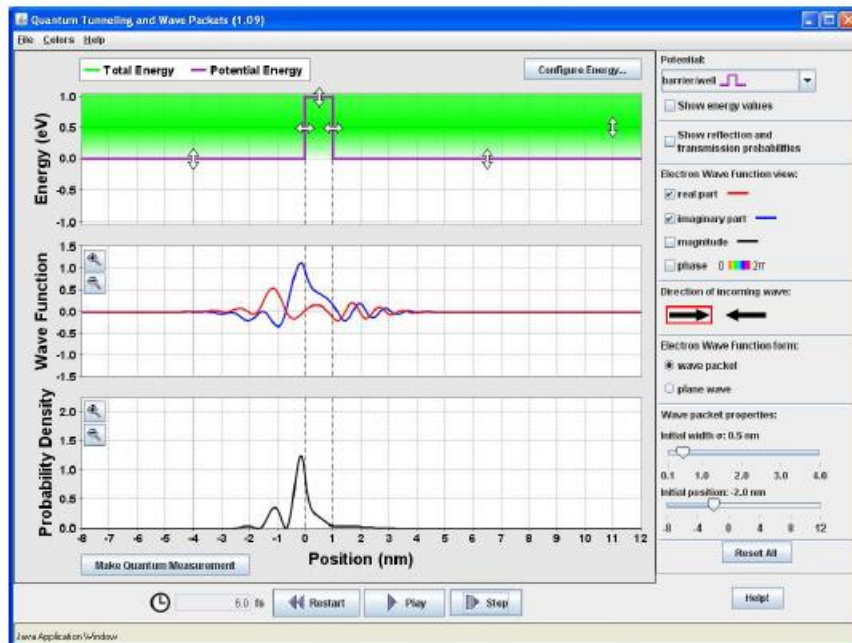 Quantum Tunneling and Wave Packets (1.09)
File Colors Help
Total Energy Potential Energy
Configure Energy...
Energy (eV)
1.0
0.5
0.0
-0.5
-1.0
Wave Function
1.5
1.0
0.5
0.0
-0.5
-1.0
-1.5
Probability Density
2.0
1.5
1.0
0.5
0.0
-8 -7 -6 -5 -4 -3 -2 -1 0 1 2 3 4 5 6 7 8 9 10 11 12
Position (nm)
Make Quantum Measurement
6.0 fs Restart Play Step
Java Application Window
Potential:
barrier/well
Show energy values
Show reflection and
transmission probabilities
Electron Wave Function view:
real part
imaginary part
magnitude
phase 0 2π
Direction of incoming wave:
Electron Wave Function form:
wave packet
plane wave
Wave packet properties:
Initial width σ: 0.5 nm
0.1 1.0 2.0 3.0 4.0
Initial position: -2.0 nm
-8 -4 0 4 8 12
Reset All
Help!